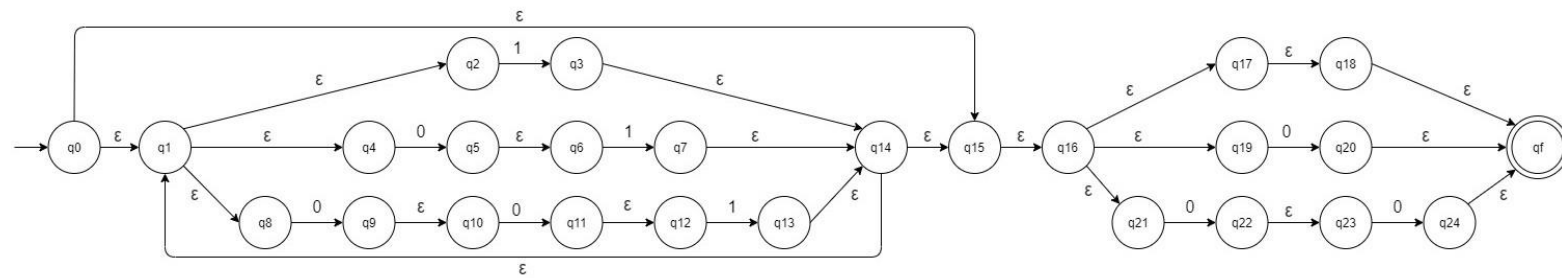 ε
q2 1 q3 q17 ε q18
ε ε ε ε
q0 ε q1 ε q4 0 q5 ε q6 1 q7 ε q14 ε q15 ε q16 ε q19 0 q20 ε qf
ε ε ε ε
q8 0 q9 ε q10 0 q11 ε q12 1 q13 q21 0 q22 ε q23 0 q24
ε